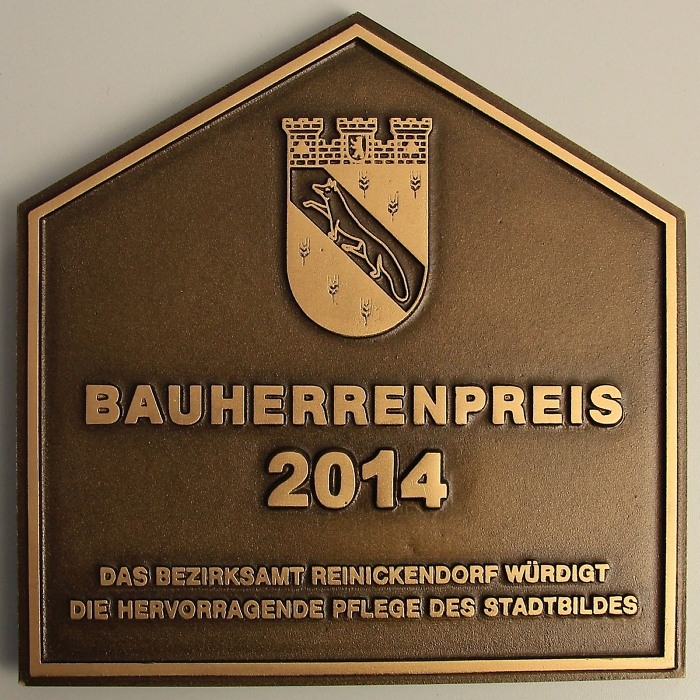 BAUHERRENPREIS
2014
DAS BEZIRKSAMT REINICKENDORF WÜRDIGT
DIE HERVORRAGENDE PFLEGE DES STADTBILDES